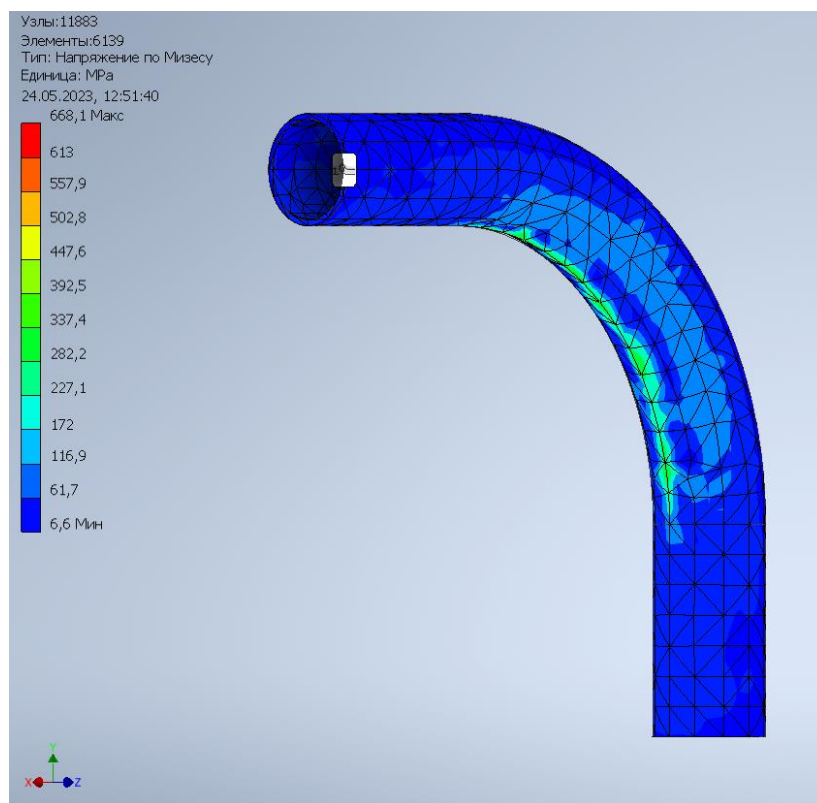 Узлы:11883
Элементы:6139
Тип: Напряжение по Мизесу
Единица: MPa
24.05.2023, 12:51:40
668,1 Макс
613
557,9
502,8
447,6
392,5
337,4
282,2
227,1
172
116,9
61,7
6,6 Мин
Y
X Z